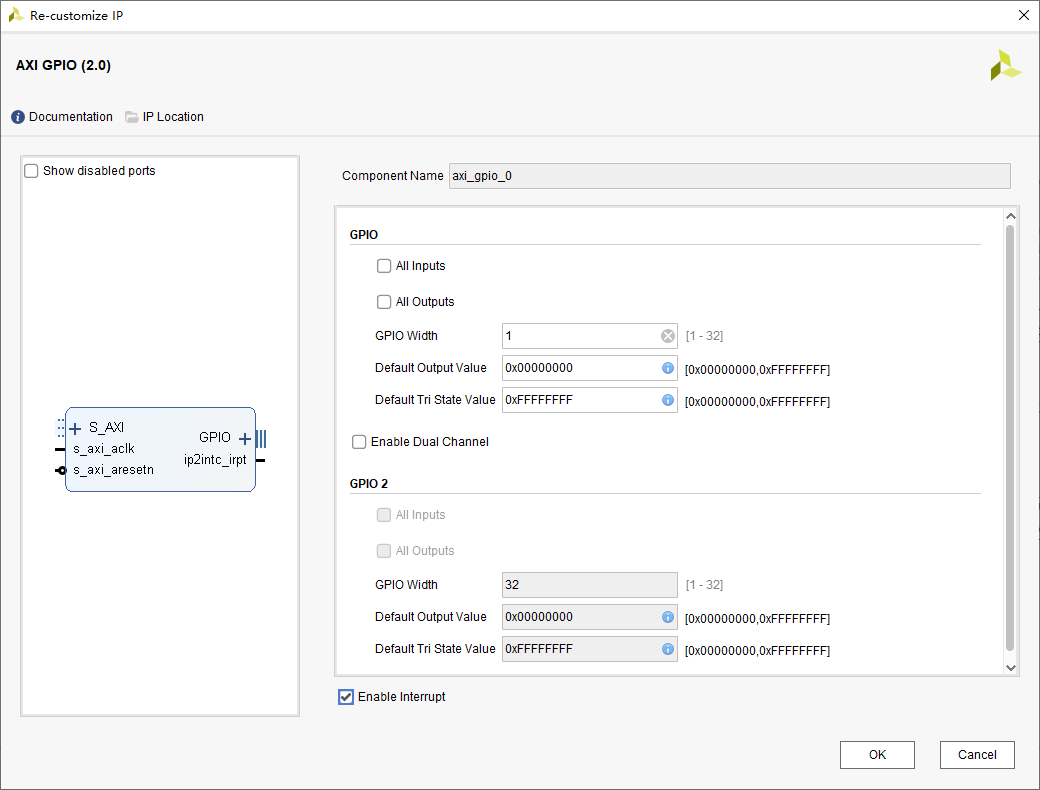 Re-customize IP
AXI GPIO (2.0)
Documentation IP Location
Show disabled ports
S_AXI
s_axi_aclk
s_axi_aresetn
GPIO
ip2intc_irpt
Component Name axi_gpio_0
GPIO
All Inputs
All Outputs
GPIO Width 1 [1 - 32]
Default Output Value 0x00000000 [0x00000000,0xFFFFFFFF]
Default Tri State Value 0xFFFFFFFF [0x00000000,0xFFFFFFFF]
Enable Dual Channel
GPIO 2
All Inputs
All Outputs
GPIO Width 32 [1 - 32]
Default Output Value 0x00000000 [0x00000000,0xFFFFFFFF]
Default Tri State Value 0xFFFFFFFF [0x00000000,0xFFFFFFFF]
Enable Interrupt
OK Cancel